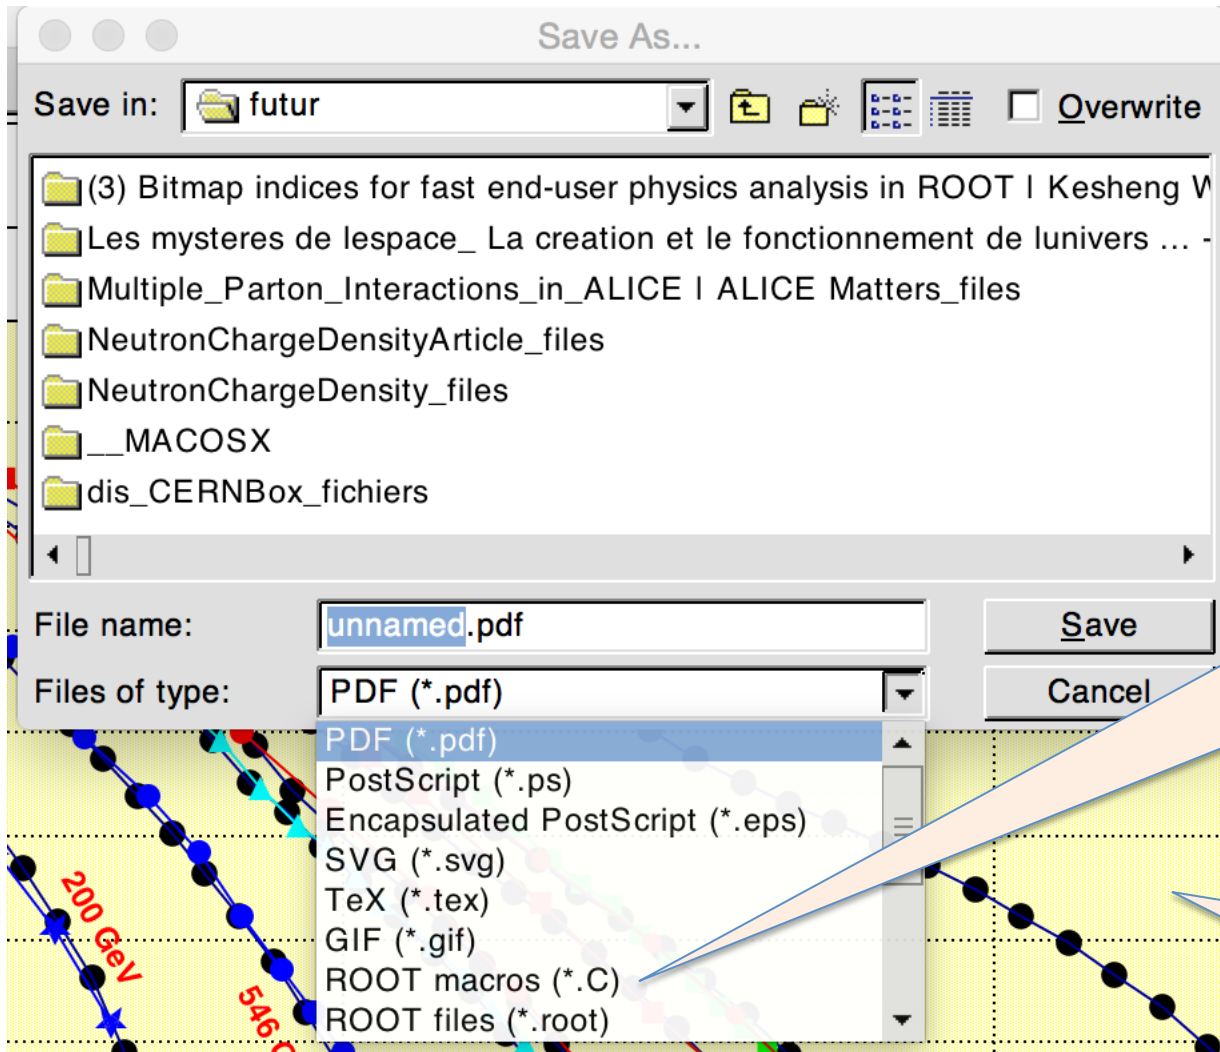 Save As...
Save in: futur Overwrite
(3) Bitmap indices for fast end-user physics analysis in ROOT | Kesheng
Les mysteres de lespace_ La creation et le fonctionnement de lunivers ... -
Multiple_Parton_Interactions_in_ALICE | ALICE Matters_files
NeutronChargeDensityArticle_files
NeutronChargeDensity_files
__MACOSX
dis_CERNBox_fichiers
File name: unnamed.pdf Save
Files of type: PDF (*.pdf) Cancel
PDF (*.pdf)
PostScript (*.ps)
Encapsulated PostScript (*.eps)
SVG (*.svg)
TeX (*.tex)
GIF (*.gif)
ROOT macros (*.C)
ROOT files (*.root)
200 GeV
546